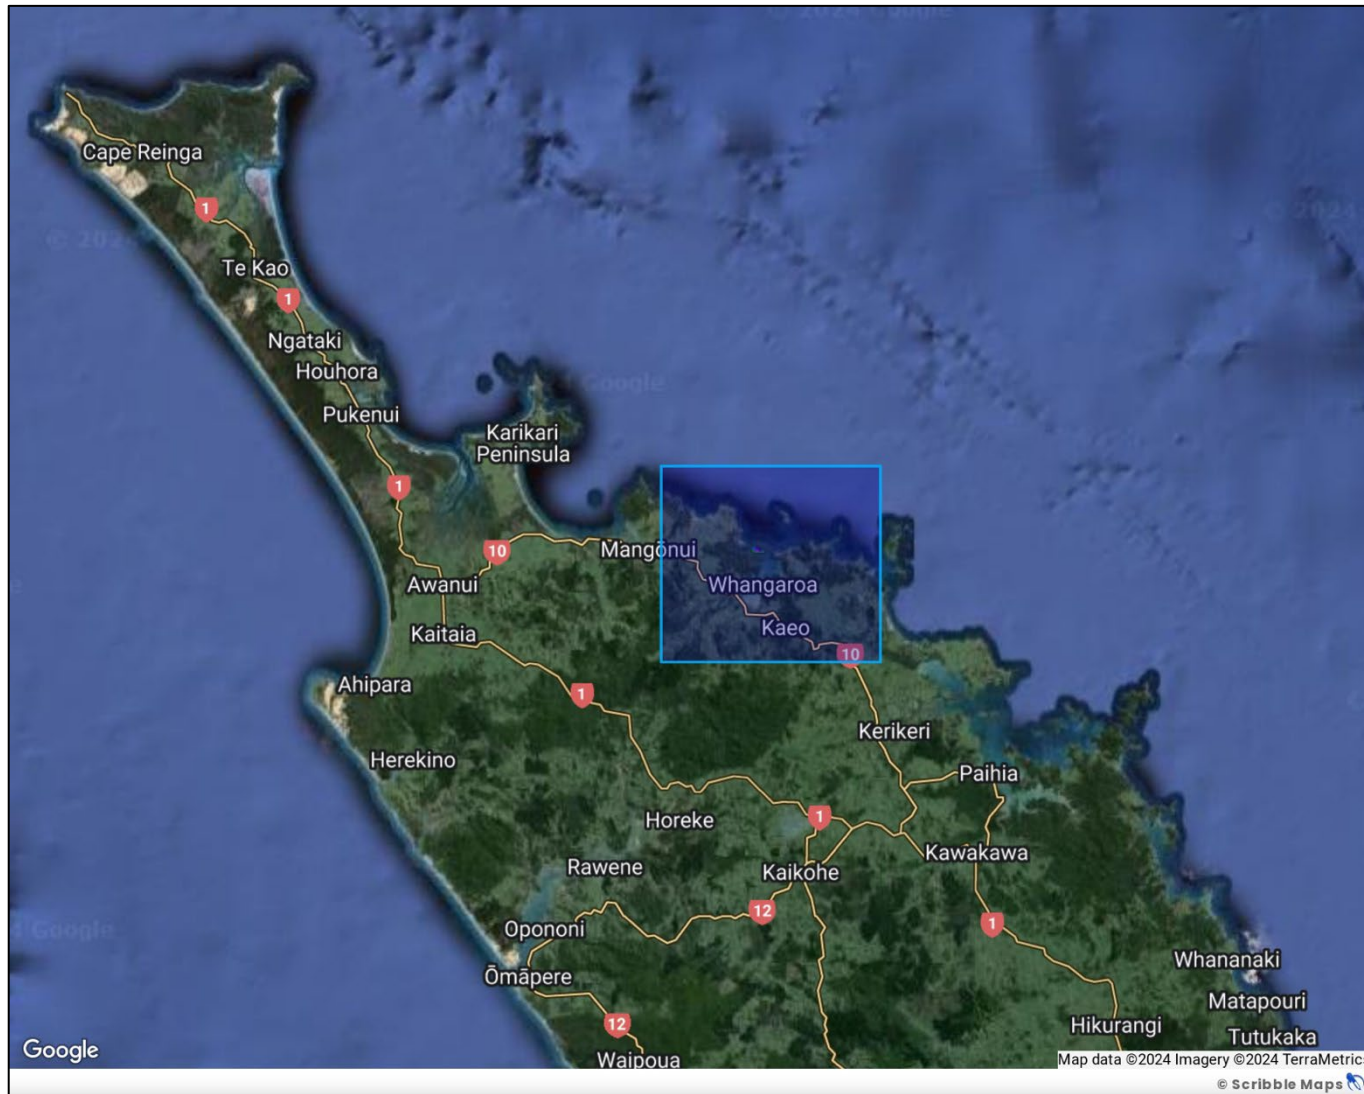 Cape Reinga
1
Te Kao
1
Ngataki
Houhora
Pukenui
Karikari
Peninsula
1
10
Mangōnui
Awanui
Whangaroa
Kaitaia
Kaeo
10
Ahipara
1
Kerikeri
Herekino
Paihia
Horeke
1
Kawakawa
Rawene
Kaikohe
12
1
Opononi
Whananaki
Ōmāpere
Matapouri
12
Hikurangi
Tutukaka
Google
Waipoua
Map data ©2024 Imagery ©2024 TerraMetrics
© Scribble Maps